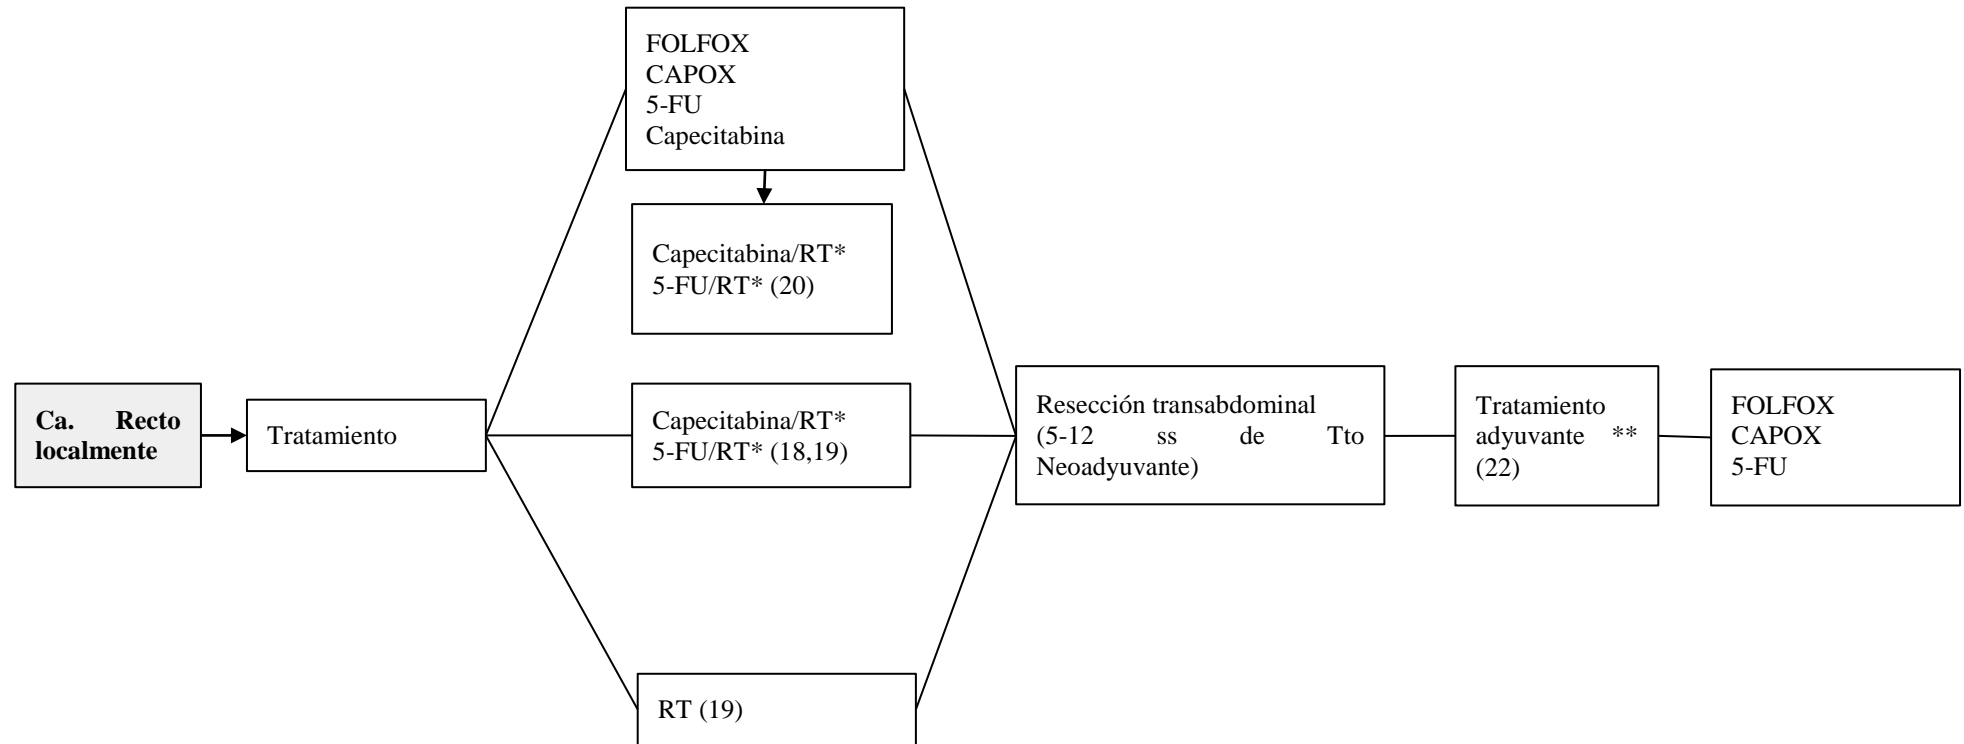 FOLFOX
CAPOX
5-FU
Capecitabina
Capecitabina/RT*
5-FU/RT* (20)
Ca. Recto
localmente
Tratamiento
Capecitabina/RT*
5-FU/RT* (18,19)
Resección transabdominal
(5-12 ss de Tto
Neoadyuvante)
Tratamiento
adyuvante **
(22)
FOLFOX
CAPOX
5-FU
RT (19)